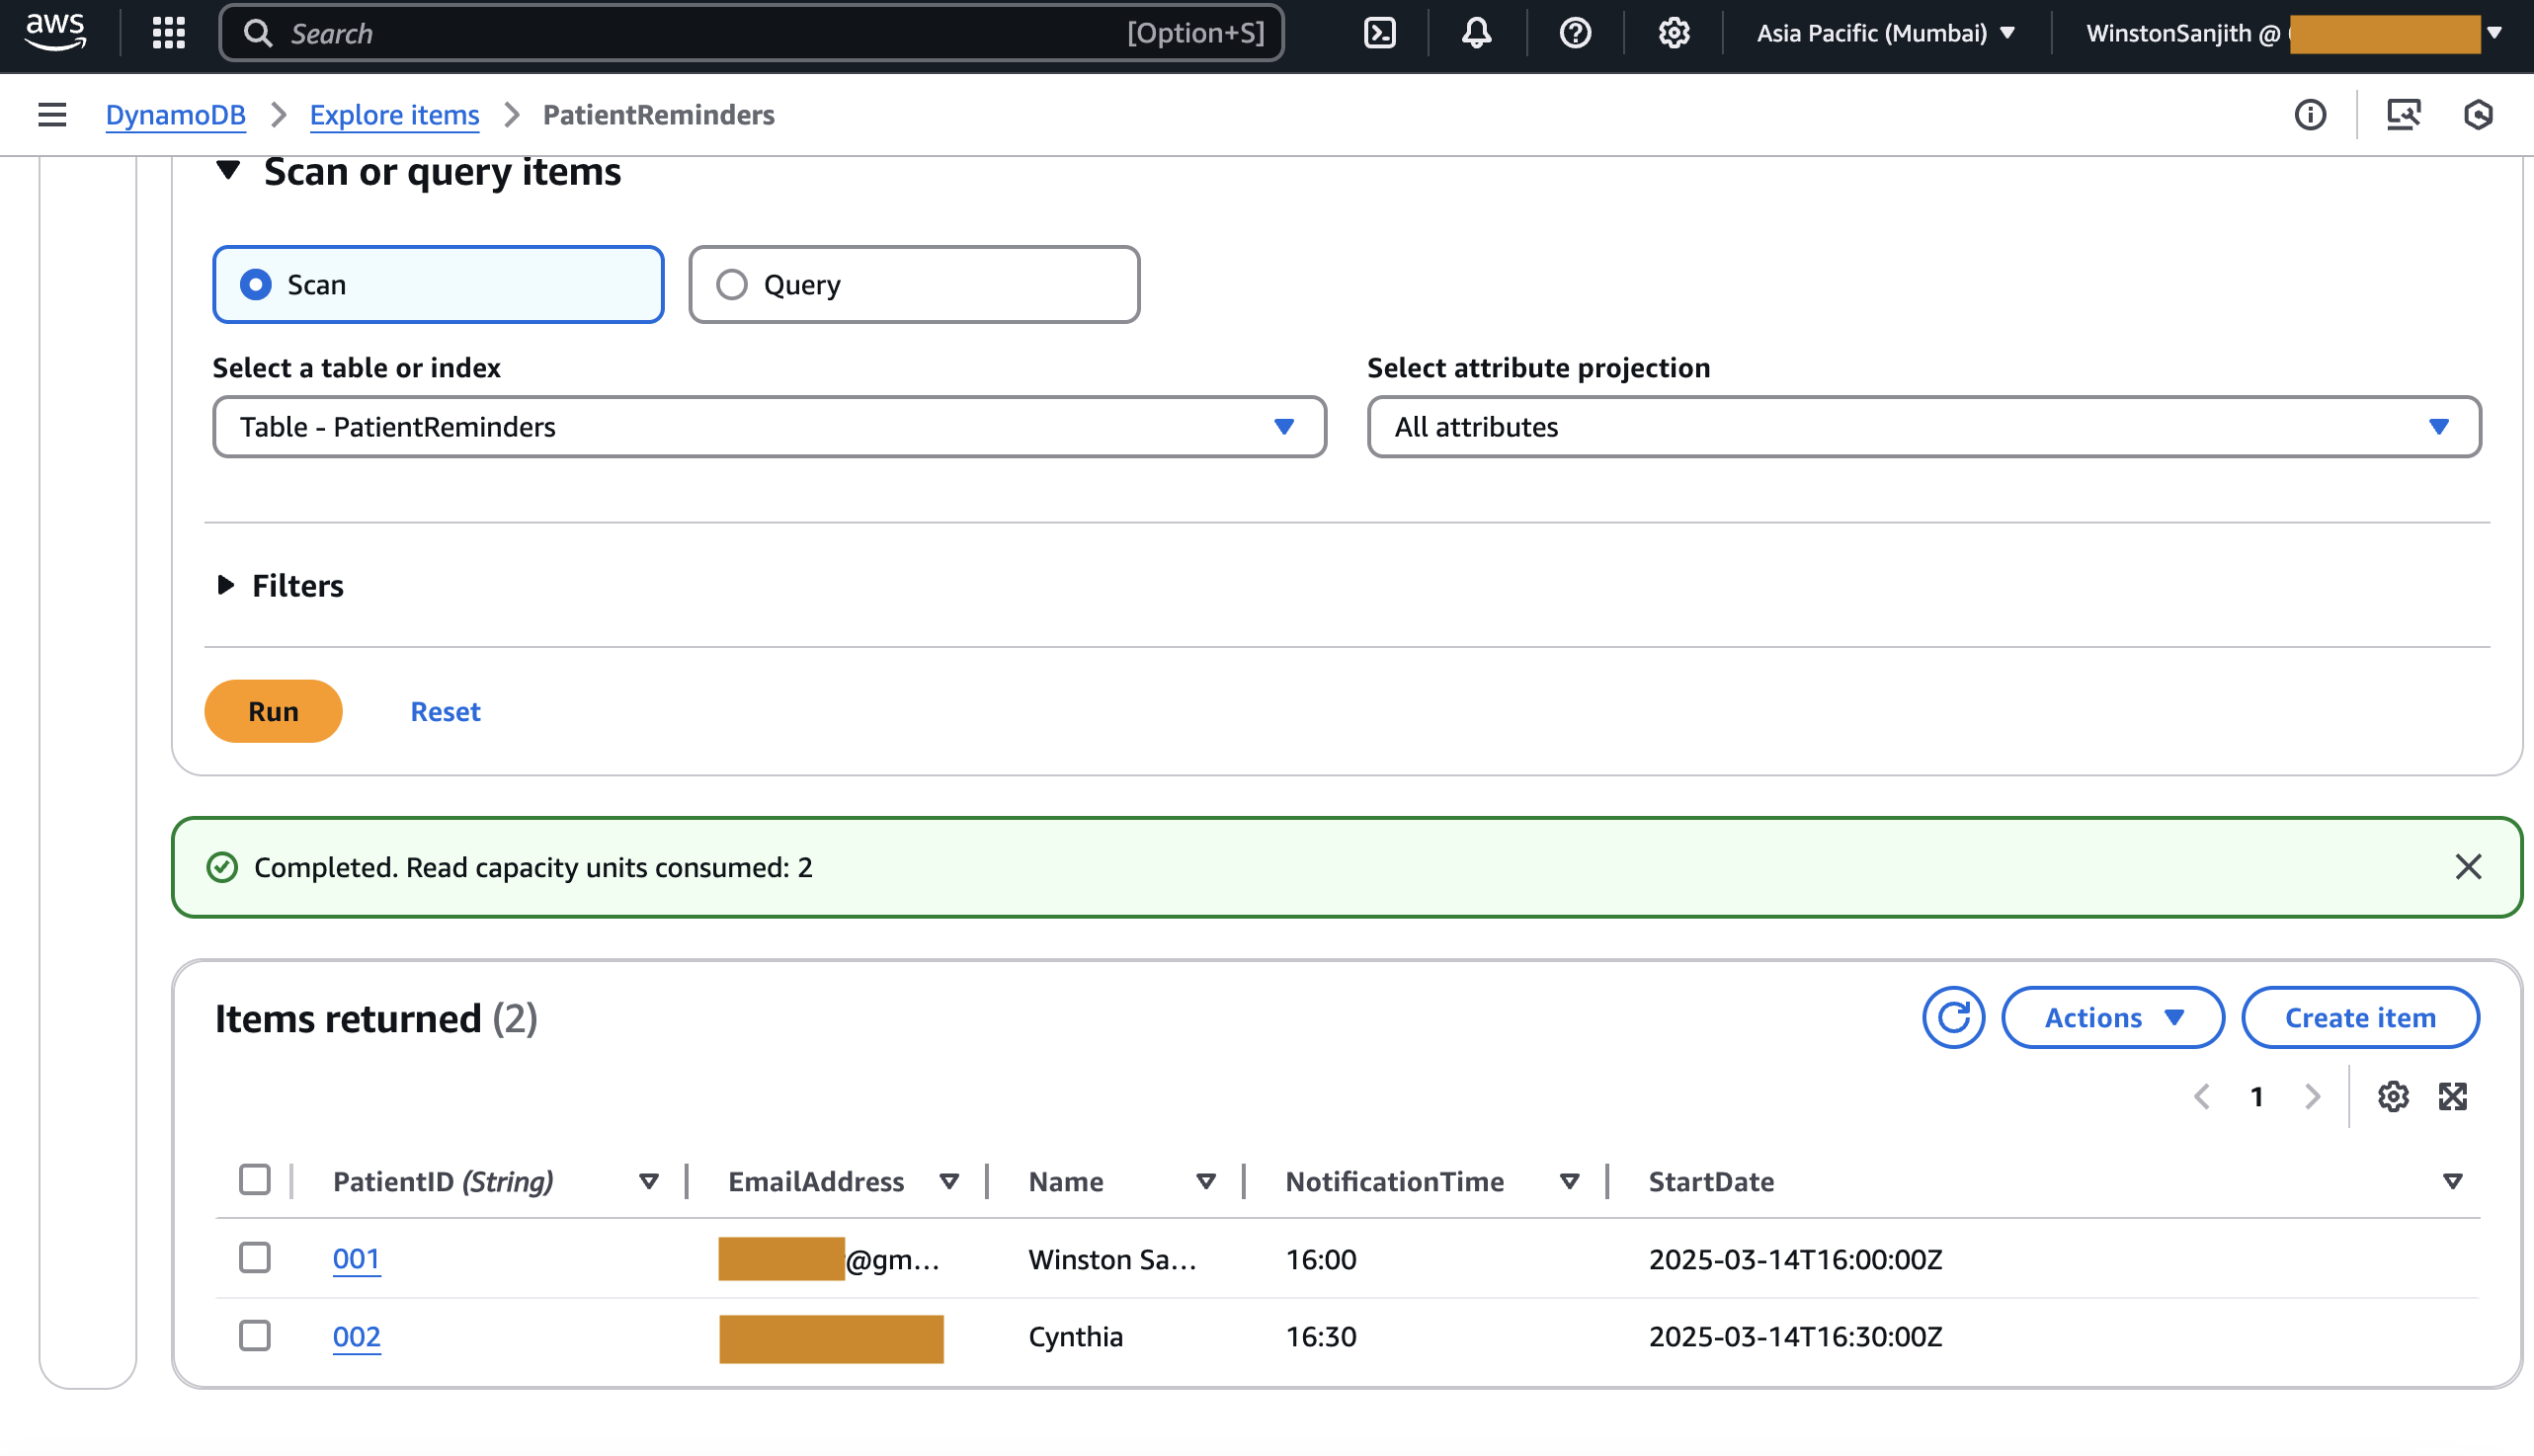 aws Search [Option+S] Asia Pacific (Mumbai) WinstonSanjith @
DynamoDB Explore items PatientReminders
Scan or query items
Scan Query
Select a table or index Select attribute projection
Table - PatientReminders All attributes
Filters
Run Reset
Completed. Read capacity units consumed: 2
Items returned (2) Actions Create item
1
PatientID (String) EmailAddress Name NotificationTime StartDate
001 @gm... Winston Sa... 16:00 2025-03-14T16:00:00Z
002 Cynthia 16:30 2025-03-14T16:30:00Z